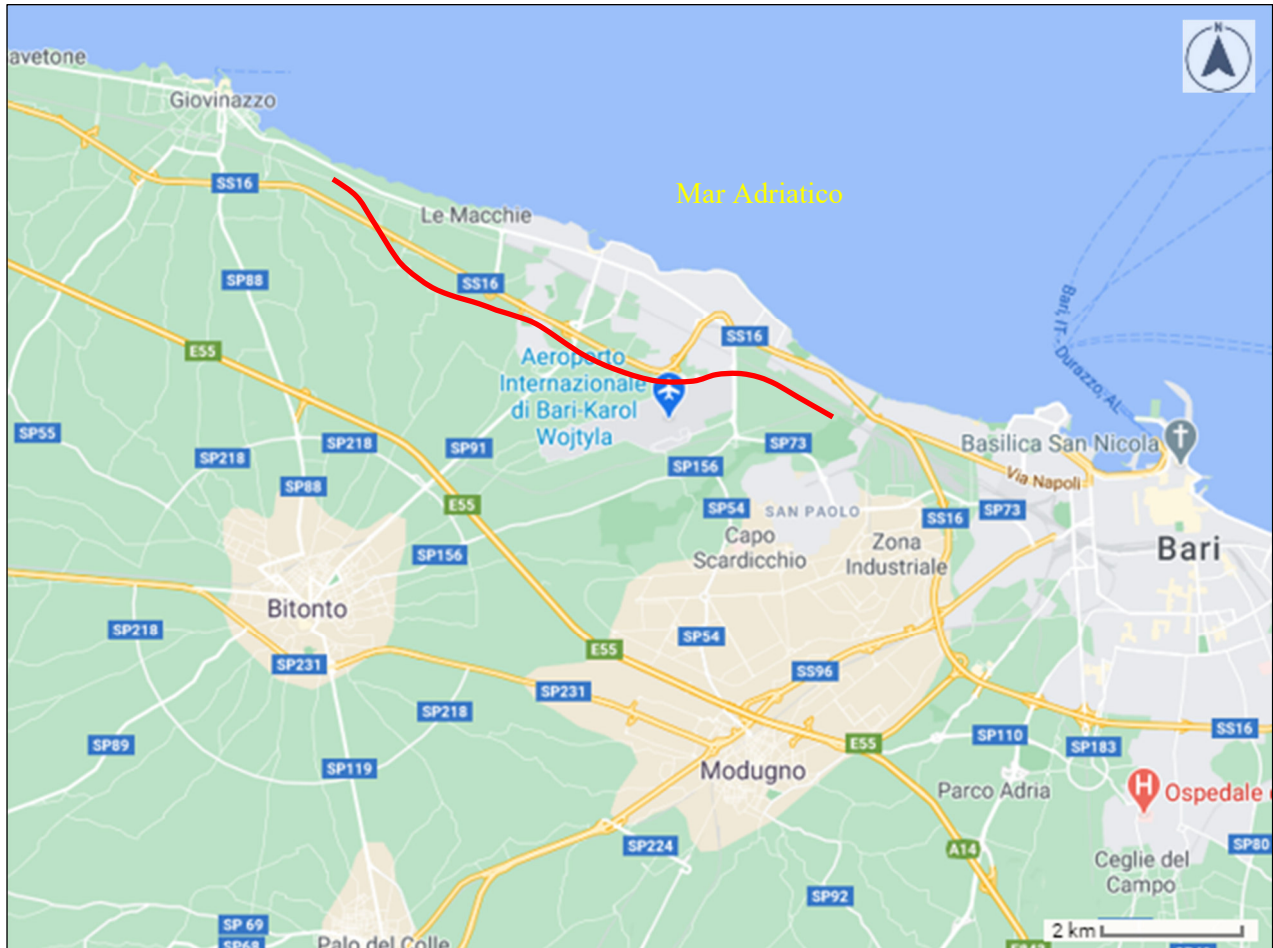 N
avetone
Giovinazzo
SS16
Mar Adriatico
Le Macchie
SP88
SS16
Bari, IT - Durazzo, AL
SS16
E55
Aeroporto
Internazionale
di Bari-Karol
Wojtyla
SP55
SP218
SP218
SP91
SP73
Basilica San Nicola
SP156
Via Napoli
SP88
E55
SP54
SAN PAOLO
SS16
SP73
Capo
Scardicchio
Zona
Industriale
Bari
SP156
Bitonto
SP218
SP54
E55
SP231
SS96
SP231
SP218
SS16
SP89
SP110
SP183
E55
SP119
Modugno
Parco Adria
Ospedale
SP224
A14
SP80
Ceglie del
Campo
SP92
SP 69
2 km
SP68
Palo del Colle